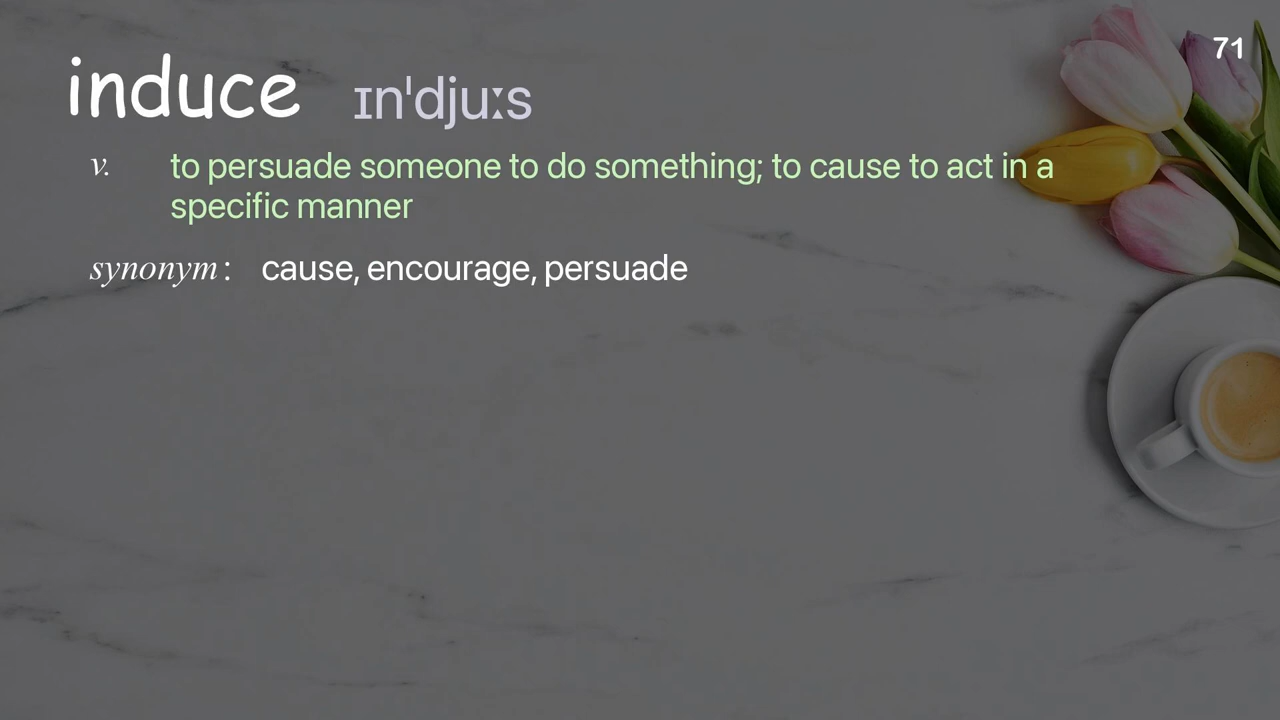 71
induce ɪnˈdjuːs
v. to persuade someone to do something; to cause to act in a
specific manner
synonym: cause, encourage, persuade